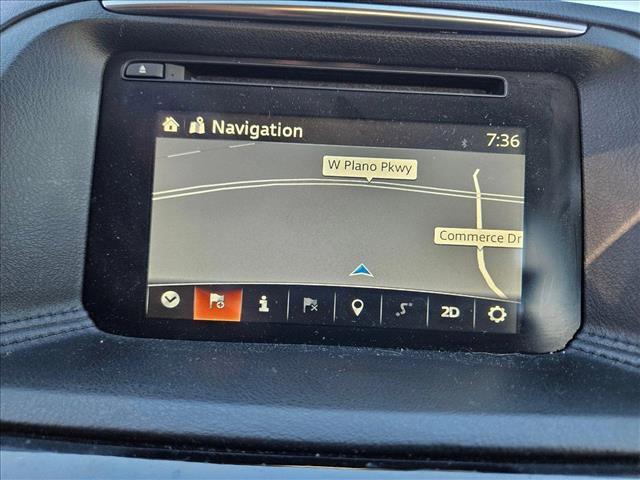 Navigation
7:36
W Plano Pkwy
Commerce Dr
2D